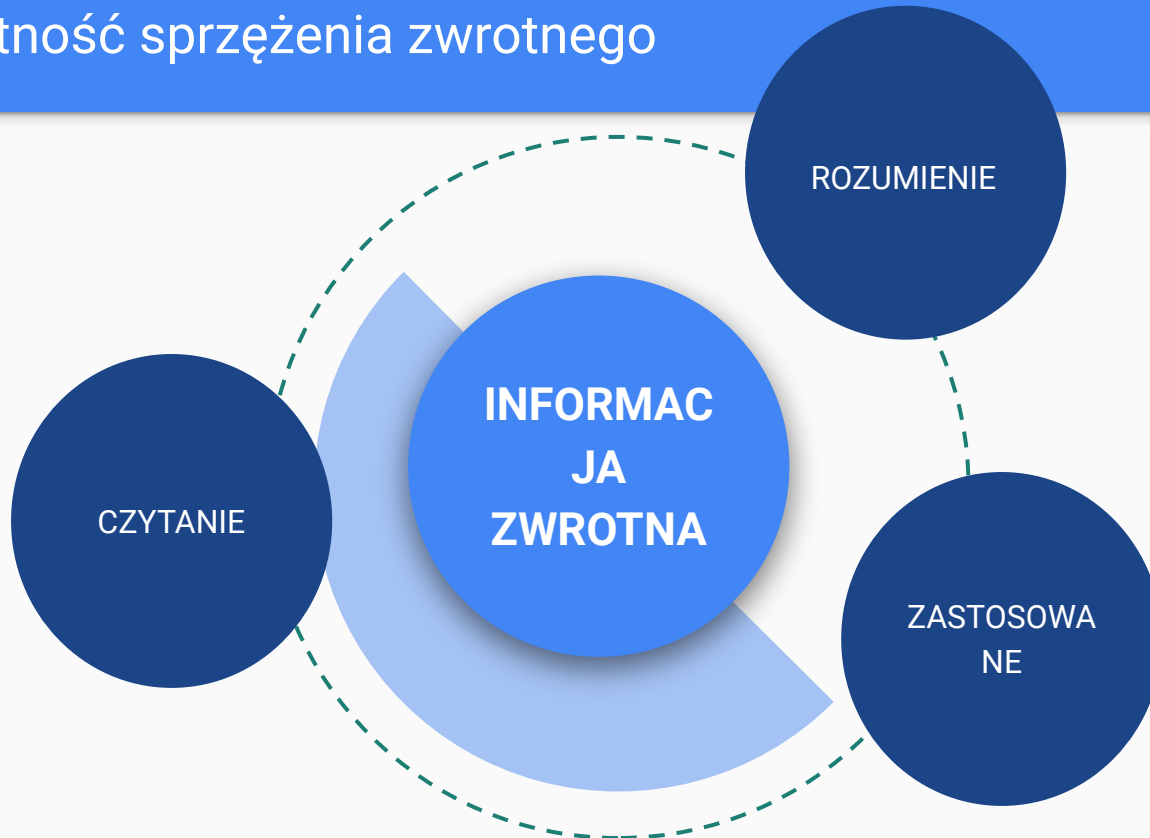 tność sprzężenia zwrotnego
ROZUMIENIE
INFORMAC
JA
ZWROTNA
CZYTANIE
ZASTOSOWA
NE